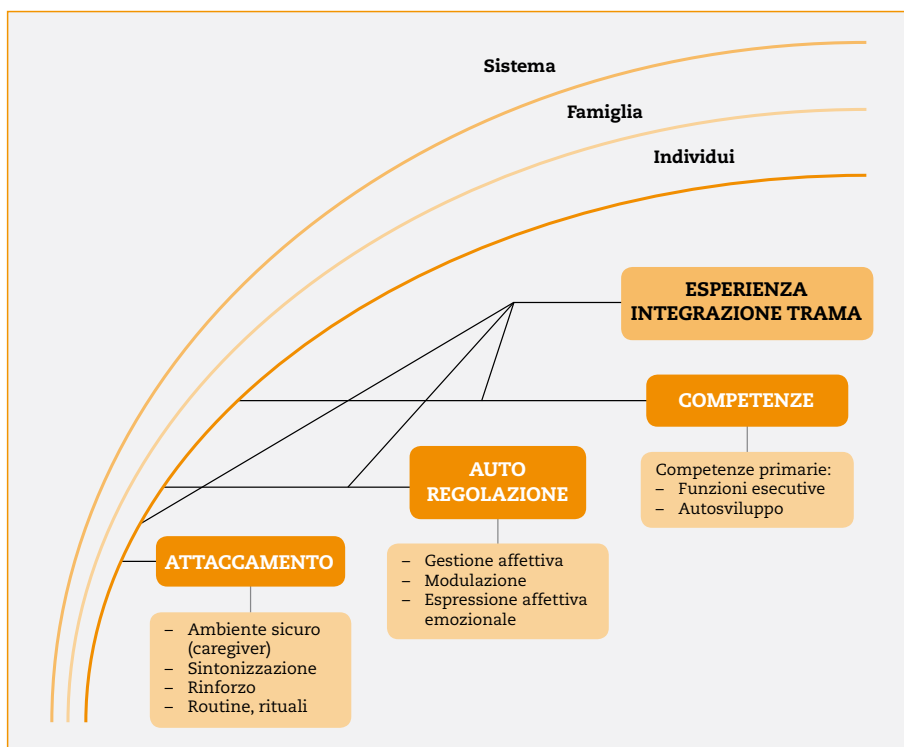 Sistema
Famiglia
Individui
ESPERIENZA
INTEGRAZIONE TRAMA
COMPETENZE
Competenze primarie:
– Funzioni esecutive
– Autosviluppo
AUTO
REGOLAZIONE
– Gestione affettiva
– Modulazione
– Espressione affettiva
emozionale
ATTACCAMENTO
– Ambiente sicuro
(caregiver)
– Sintonizzazione
– Rinforzo
– Routine, rituali